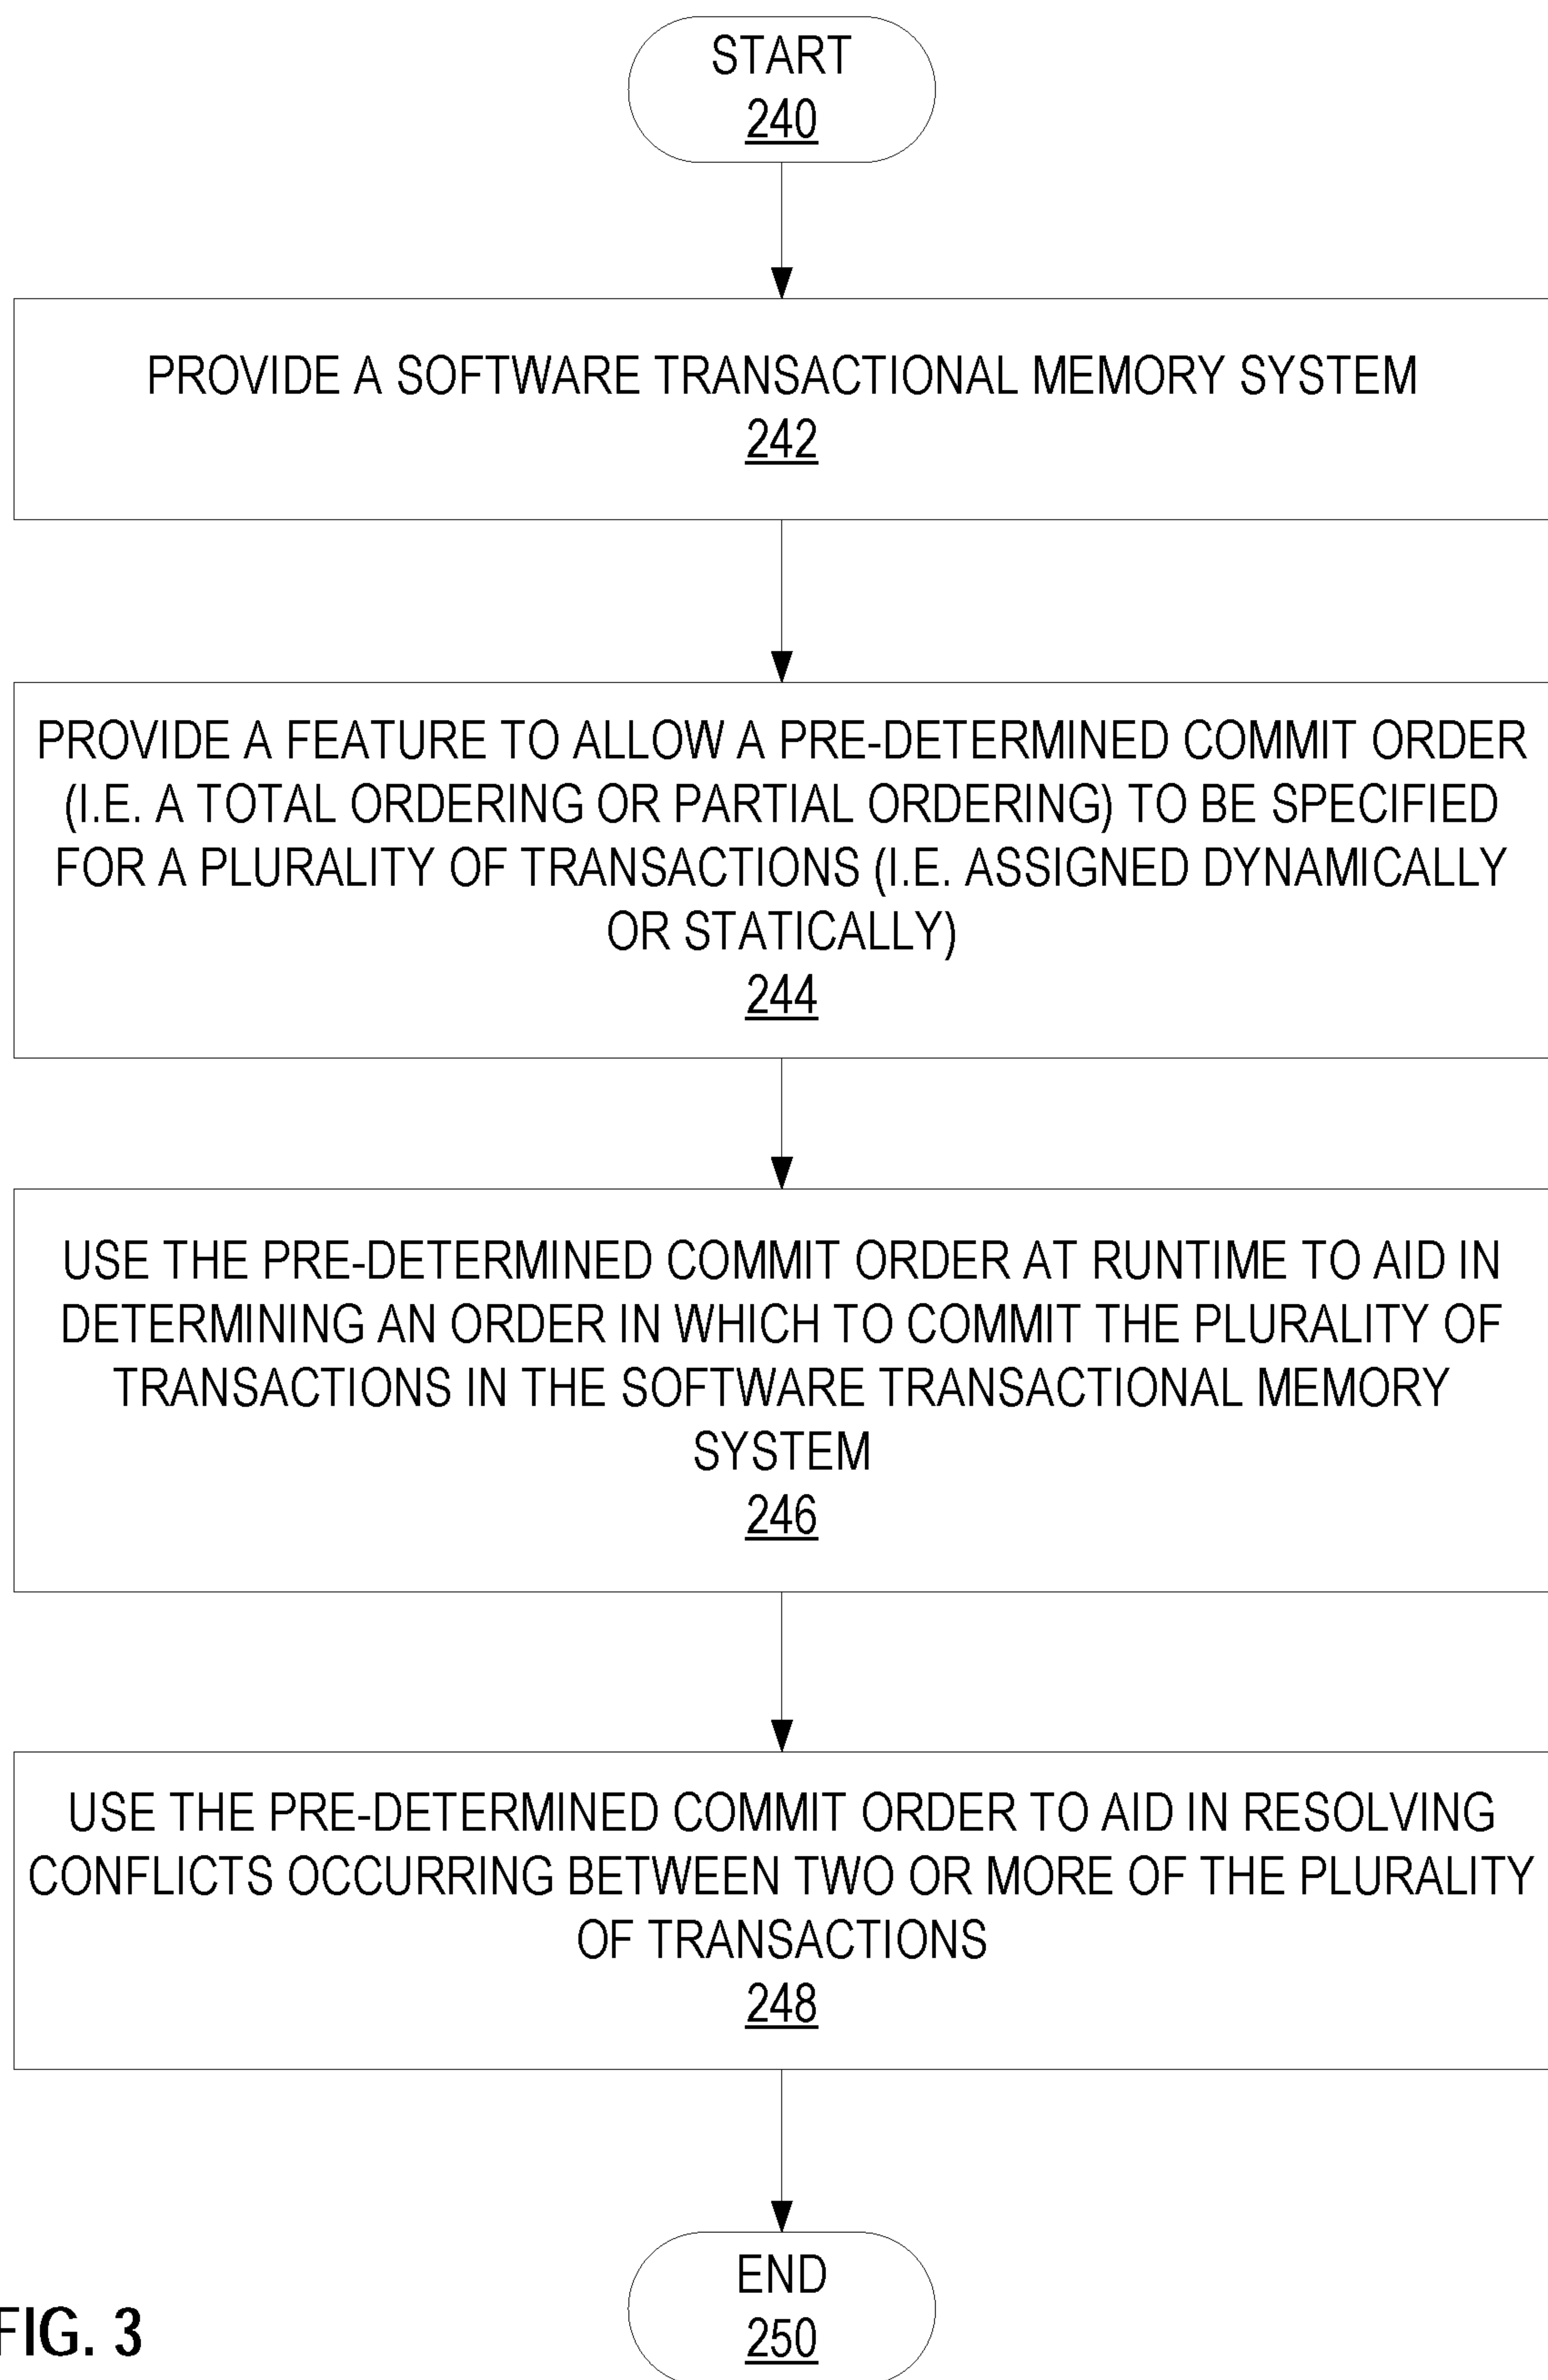 START
240
PROVIDE A SOFTWARE TRANSACTIONAL MEMORY SYSTEM
242
PROVIDE A FEATURE TO ALLOW A PRE-DETERMINED COMMIT ORDER
(I.E. A TOTAL ORDERING OR PARTIAL ORDERING) TO BE SPECIFIED
FOR A PLURALITY OF TRANSACTIONS (I.E. ASSIGNED DYNAMICALLY
OR STATICALLY)
244
USE THE PRE-DETERMINED COMMIT ORDER AT RUNTIME TO AID IN
DETERMINING AN ORDER IN WHICH TO COMMIT THE PLURALITY OF
TRANSACTIONS IN THE SOFTWARE TRANSACTIONAL MEMORY
SYSTEM
246
USE THE PRE-DETERMINED COMMIT ORDER TO AID IN RESOLVING
CONFLICTS OCCURRING BETWEEN TWO OR MORE OF THE PLURALITY
OF TRANSACTIONS
248
END
250
FIG. 3